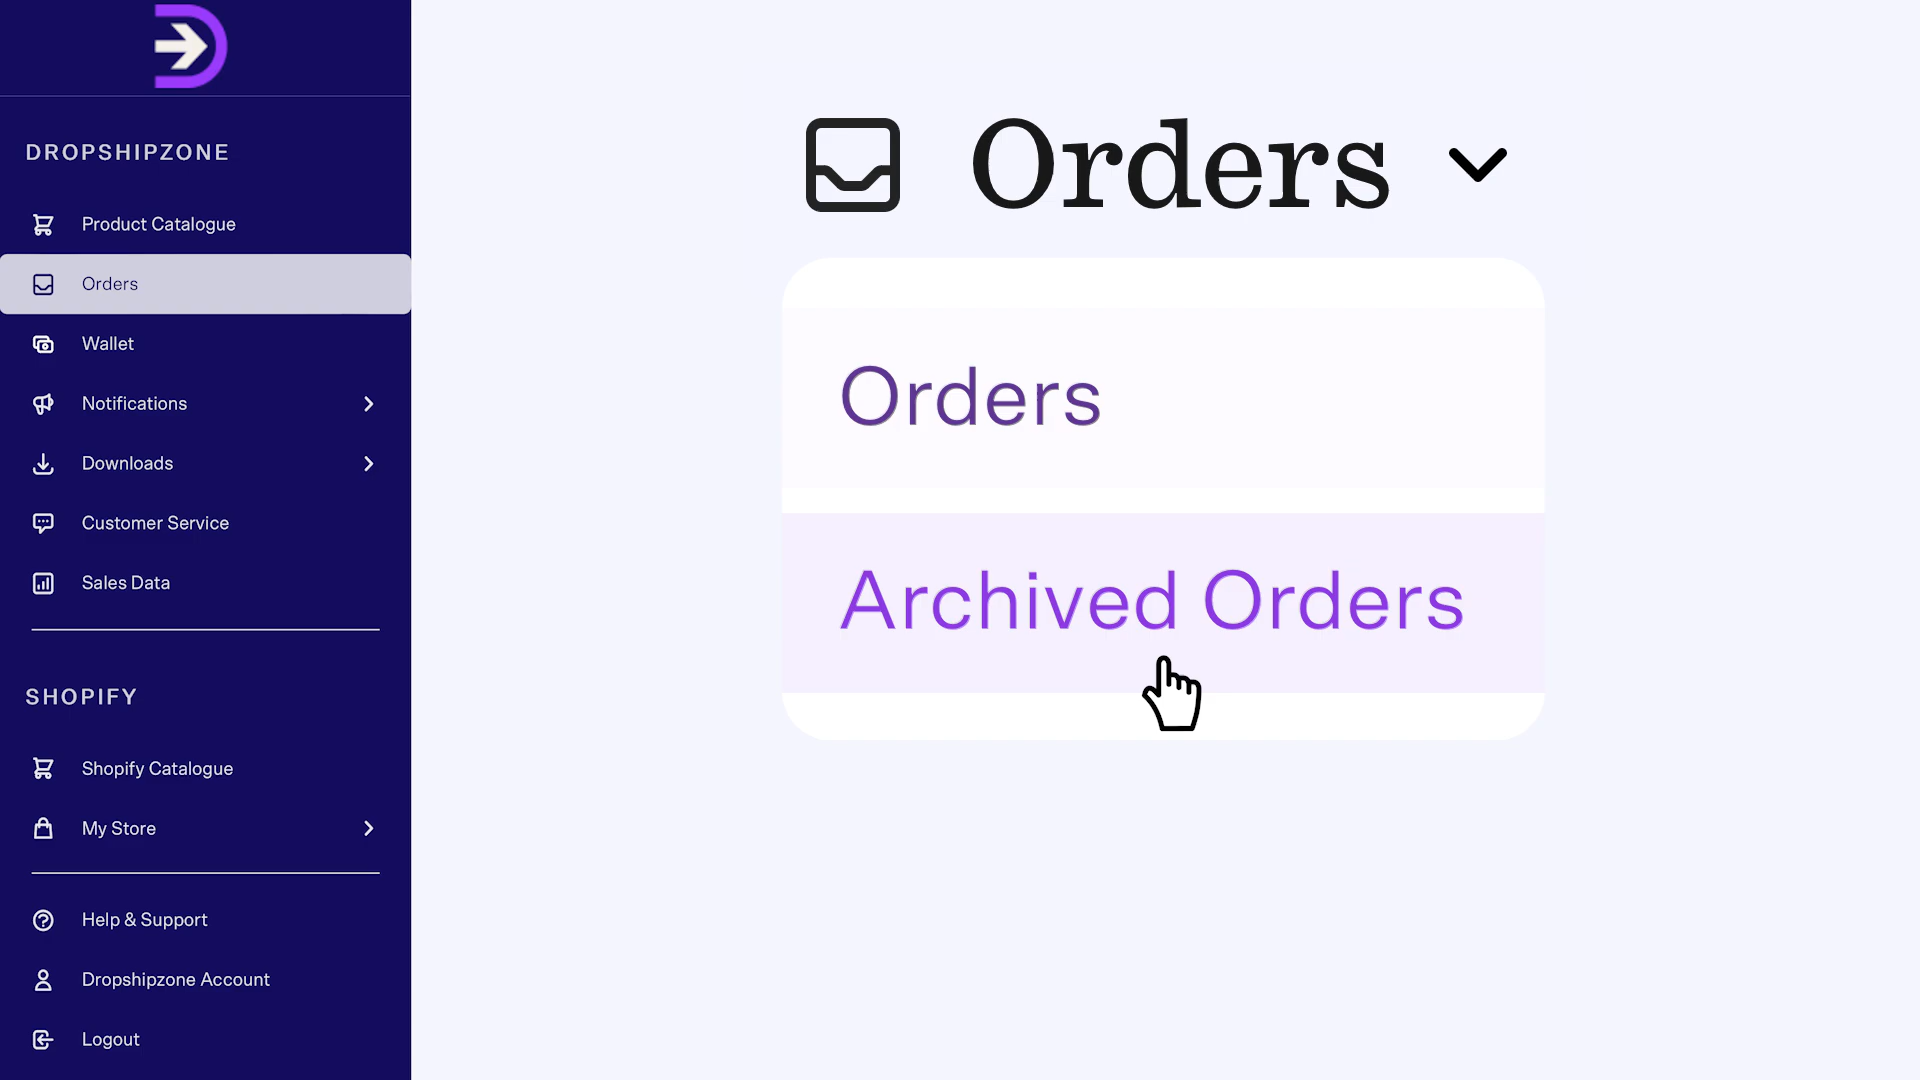 DROPSHIPZONE
Product Catalogue
Orders
Wallet
Notifications
Downloads
Customer Service
Sales Data
SHOPIFY
Shopify Catalogue
My Store
Help & Support
Dropshipzone Account
Logout
Orders
Orders
Archived Orders